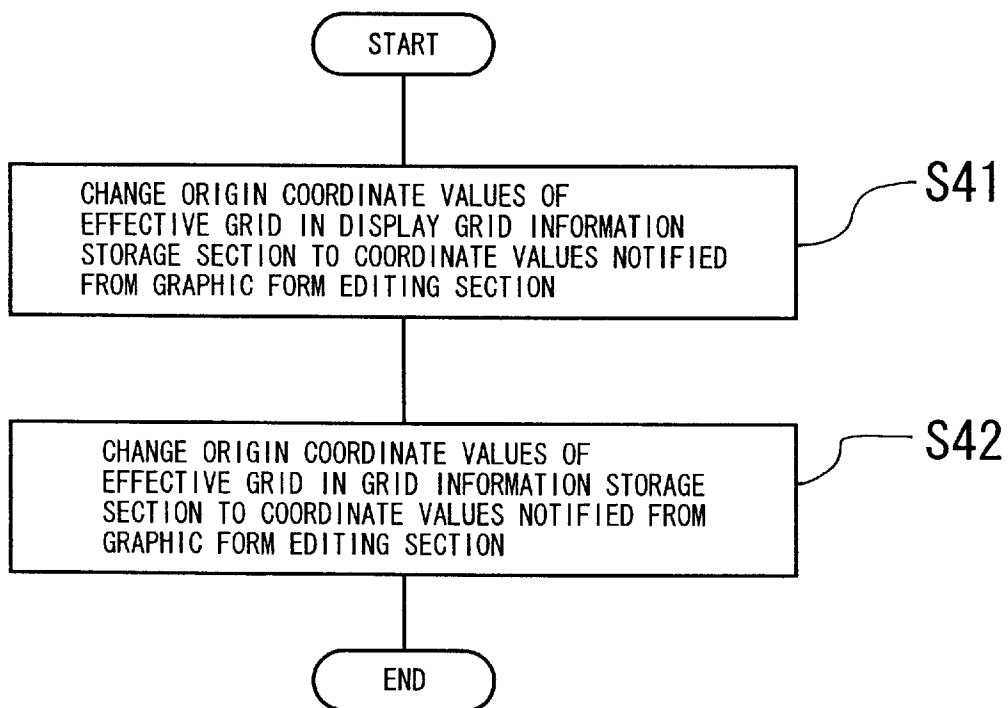 START
CHANGE ORIGIN COORDINATE VALUES OF
EFFECTIVE GRID IN DISPLAY GRID INFORMATION
STORAGE SECTION TO COORDINATE VALUES NOTIFIED
FROM GRAPHIC FORM EDITING SECTION
S41
CHANGE ORIGIN COORDINATE VALUES OF
EFFECTIVE GRID IN GRID INFORMATION STORAGE
SECTION TO COORDINATE VALUES NOTIFIED FROM
GRAPHIC FORM EDITING SECTION
S42
END